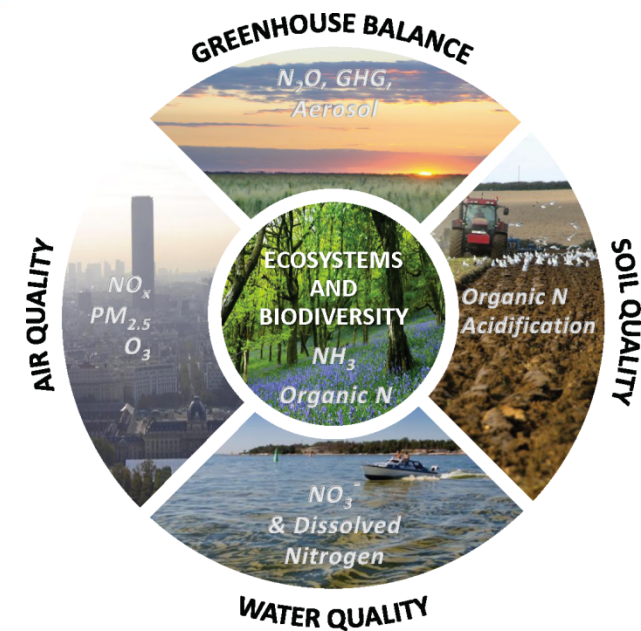 GREENHOUSE BALANCE
N₂O, GHG,
Aerosol
AIR QUALITY
NOₓ
PM₂.₅
O₃
ECOSYSTEMS
AND
BIODIVERSITY
NH₃
Organic N
SOIL QUALITY
Organic N
Acidification
NO₃⁻
& Dissolved
Nitrogen
WATER QUALITY